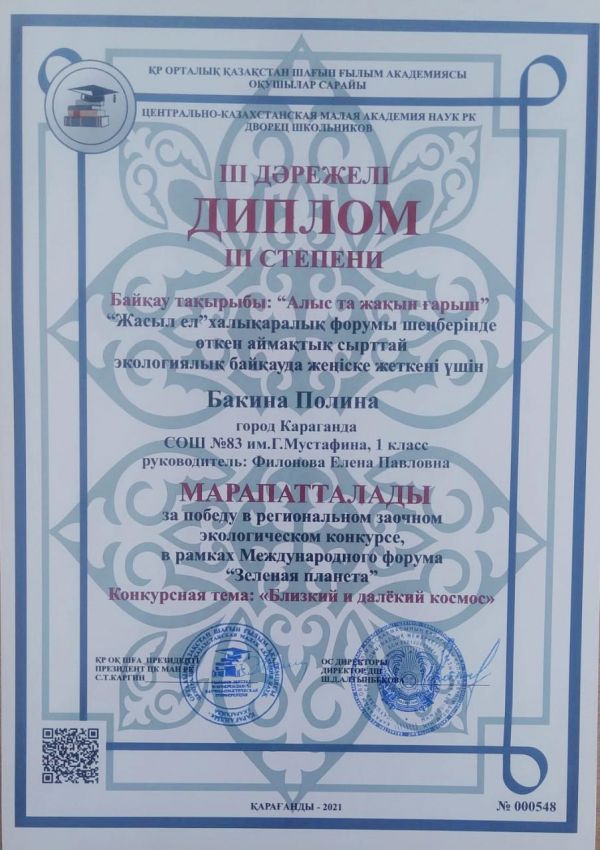 ҚР ОРТАЛЫҚ ҚАЗАҚСТАН ШАҒЫН ҒЫЛЫМ АКАДЕМИЯСЫ
ОҚУШЫЛАР САРАЙЫ
ЦЕНТРАЛЬНО-КАЗАХСТАНСКАЯ МАЛАЯ АКАДЕМИЯ НАУК РК
ДВОРЕЦ ШКОЛЬНИКОВ
III ДӘРЕЖЕЛІ
ДИПЛОМ
III СТЕПЕНИ
Байқау тақырыбы: “Алыс та жақын ғарыш”
“Жасыл ел”халықаралық форумы шеңберінде
өткен аймақтық сырттай
экологиялық байқауда жеңіске жеткені үшін
Бакина Полина
город Караганда
СОШ №83 им.Г.Мустафина, 1 класс
руководитель: Филонова Елена Павловна
МАРАПАТТАЛАДЫ
за победу в региональном заочном
экологическом конкурсе,
в рамках Международного форума
“Зеленая планета”
Конкурсная тема: «Близкий и далёкий космос»
ҚР ОҚ ШҒА ПРЕЗИДЕНТІ
ПРЕЗИДЕНТ ЦК МАН РК
С.Т.КАРГИН
ОС ДИРЕКТОРЫ
ДИРЕКТОР ДШ
Ш.Д.АЛТЫНБЕКОВА
ҚАРАҒАНДЫ - 2021
№ 000548